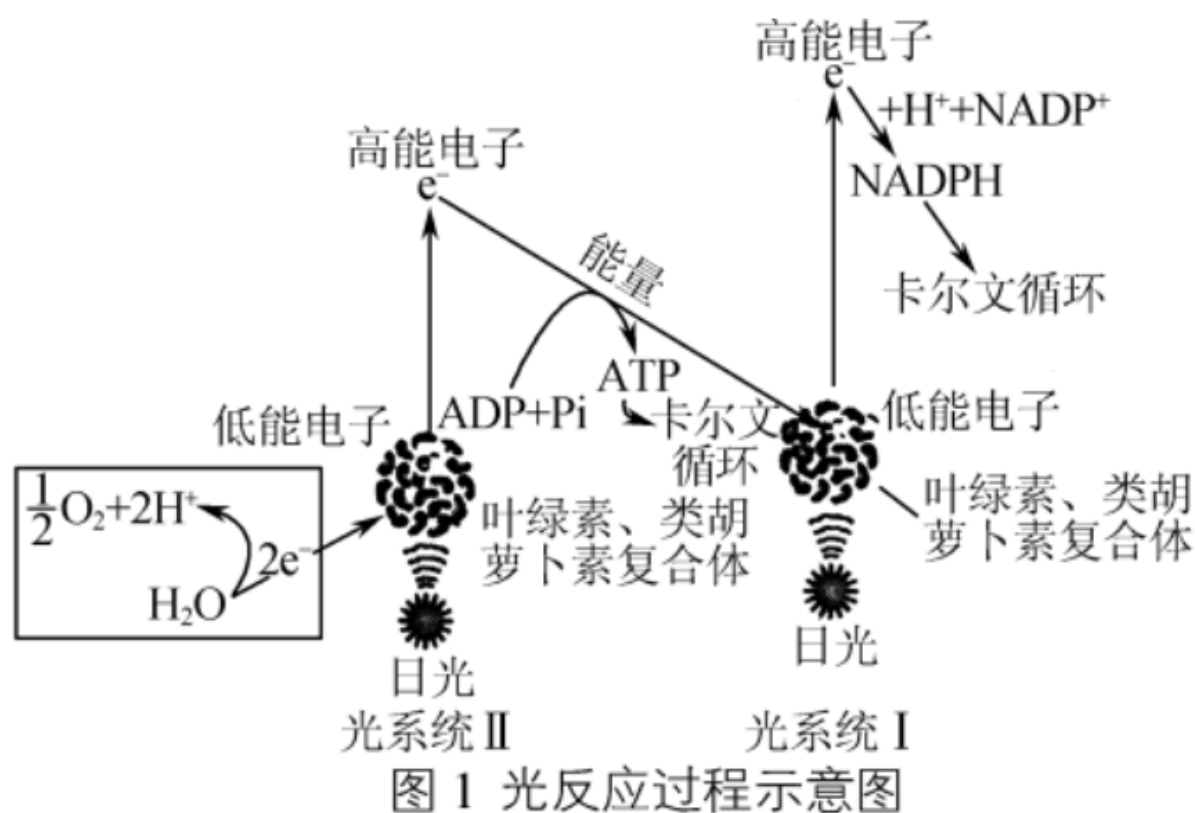 高能电子
e⁻
+H⁺+NADP⁺
NADPH
卡尔文循环
高能电子
e⁻
能量
ADP+Pi
ATP
卡尔文
循环
低能电子
低能电子
½O₂+2H⁺
2e⁻
H₂O
叶绿素、类胡
萝卜素复合体
叶绿素、类胡
萝卜素复合体
日光
日光
光系统Ⅱ
光系统Ⅰ
图 1 光反应过程示意图